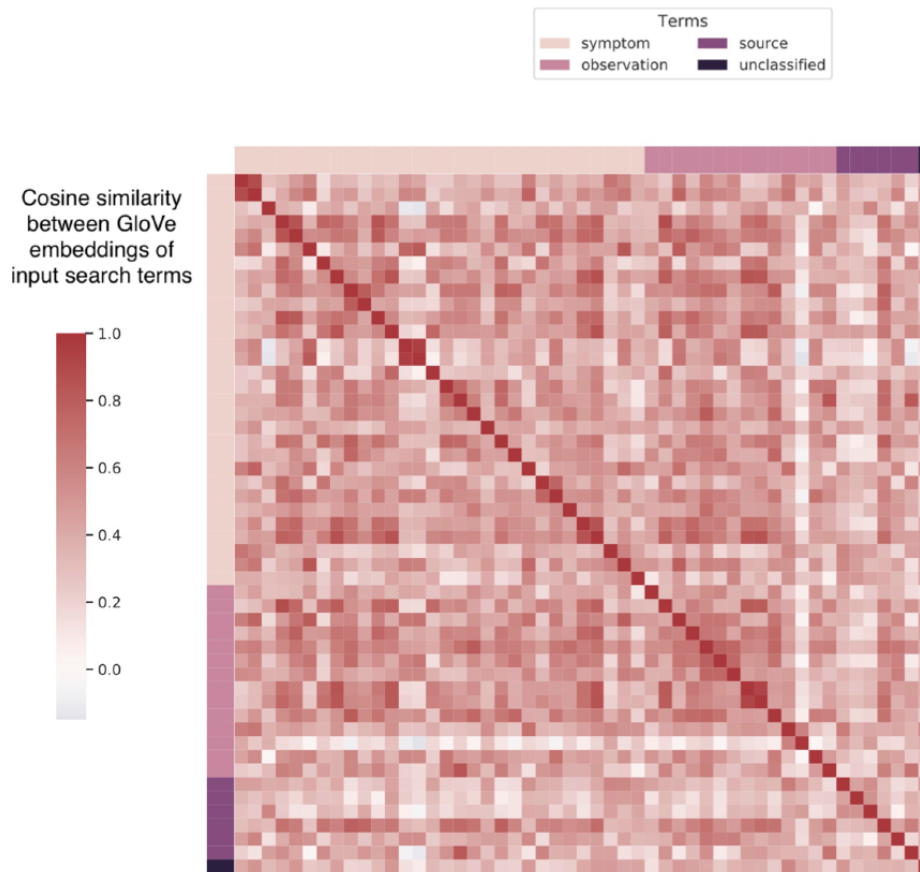 Terms
symptom source
observation unclassified
Cosine similarity
between GloVe
embeddings of
input search terms
1.0
0.8
0.6
0.4
0.2
0.0